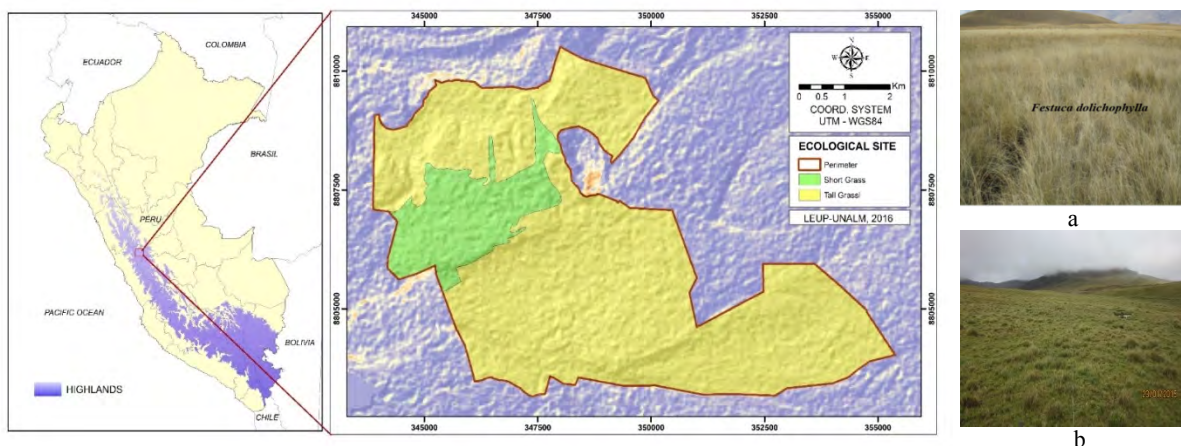 COLOMBIA
ECUADOR
BRASIL
PERU
PACIFIC OCEAN
BOLIVIA
HIGHLANDS
CHILE
345000 347500 350000 352500 355000
8810000 8810000
8807500 8807500
8805000 8805000
345000 347500 350000 352500 355000
N
W E
S
Km
0 0.5 1 2
COORD. SYSTEM
UTM - WGS84
ECOLOGICAL SITE
Perimeter
Short Grass
Tall Grassl
LEUP-UNALM, 2016
Festuca dolichophylla
a
b